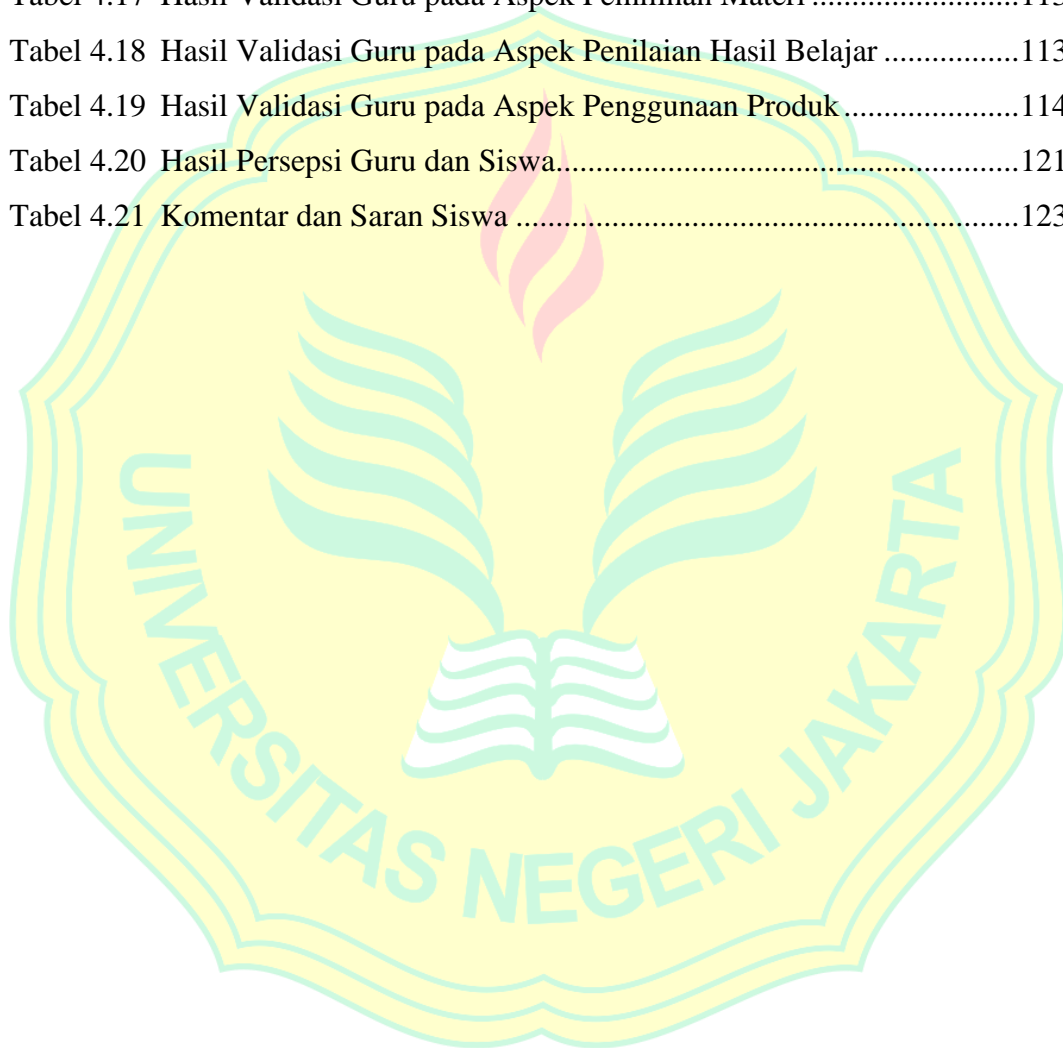 Tabel 4.17 Hasil Validasi Guru pada Aspek Pemilihan Materi .......................113
Tabel 4.18 Hasil Validasi Guru pada Aspek Penilaian Hasil Belajar ................113
Tabel 4.19 Hasil Validasi Guru pada Aspek Penggunaan Produk ......................114
Tabel 4.20 Hasil Persepsi Guru dan Siswa..............................................................121
Tabel 4.21 Komentar dan Saran Siswa ...................................................................123
UNIVERSITAS NEGERI JAKARTA